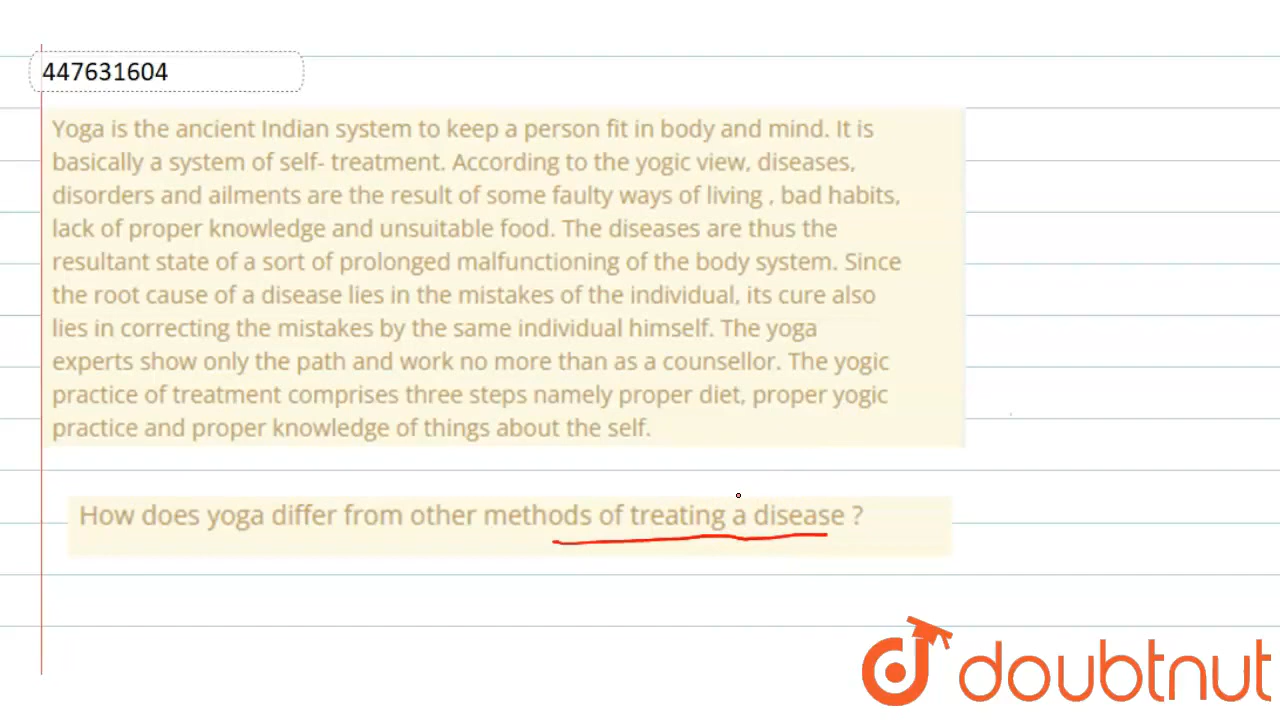 447631604
Yoga is the ancient Indian system to keep a person fit in body and mind. It is
basically a system of self- treatment. According to the yogic view, diseases,
disorders and ailments are the result of some faulty ways of living , bad habits,
lack of proper knowledge and unsuitable food. The diseases are thus the
resultant state of a sort of prolonged malfunctioning of the body system. Since
the root cause of a disease lies in the mistakes of the individual, its cure also
lies in correcting the mistakes by the same individual himself. The yoga
experts show only the path and work no more than as a counsellor. The yogic
practice of treatment comprises three steps namely proper diet, proper yogic
practice and proper knowledge of things about the self.
How does yoga differ from other methods of treating a disease ?
doubtnut